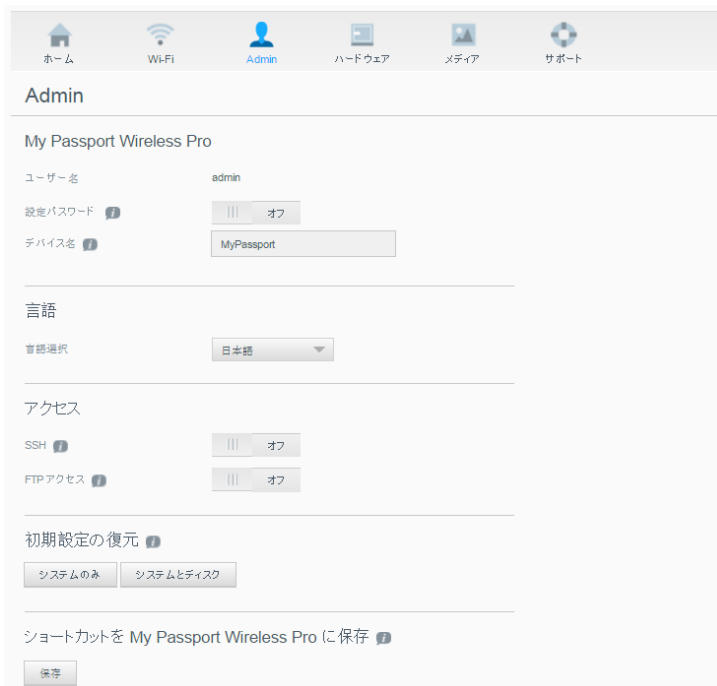 ホーム Wi-Fi Admin ハードウェア メディア サポート
Admin
My Passport Wireless Pro
ユーザー名 admin
設定パスワード オフ
デバイス名 MyPassport
言語
言語選択 日本語
アクセス
SSH オフ
FTPアクセス オフ
初期設定の復元
システムのみ システムとディスク
ショートカットを My Passport Wireless Pro に保存
保存